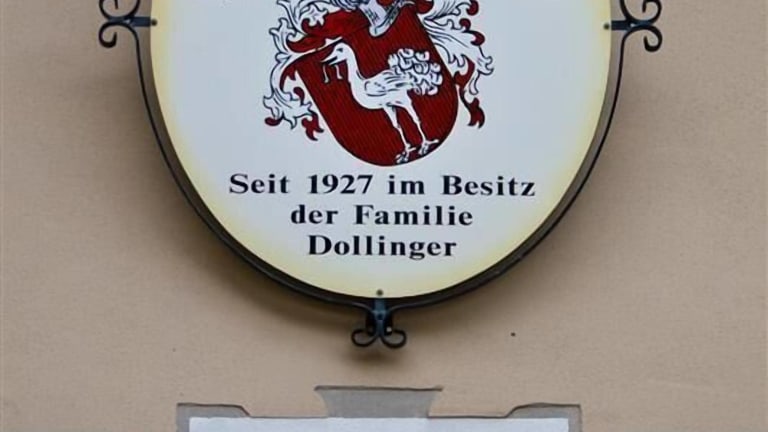 Seit 1927 im Besitz
der Familie
Dollinger